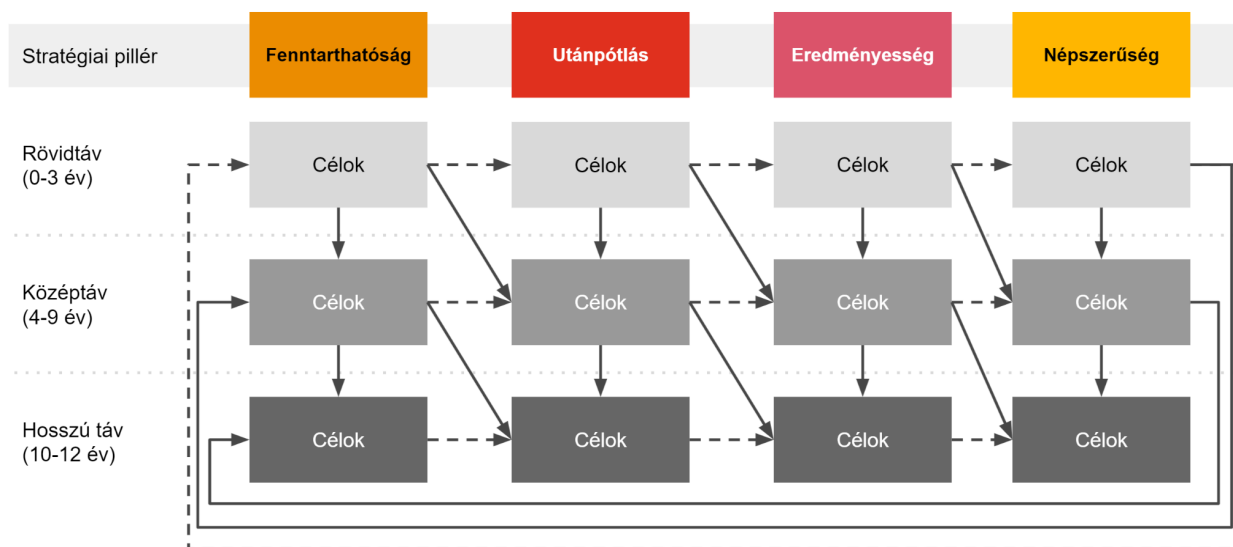 Stratégiai pillér
Fenntarthatóság
Utánpótlás
Eredményesség
Népszerűség
Rövidtáv
(0-3 év)
Célok
Célok
Célok
Célok
Középtáv
(4-9 év)
Célok
Célok
Célok
Célok
Hosszú táv
(10-12 év)
Célok
Célok
Célok
Célok